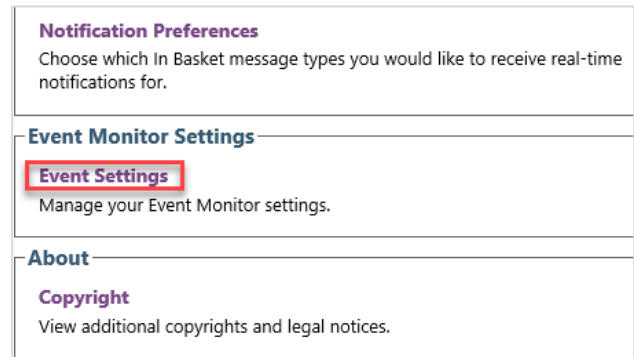 Notification Preferences
Choose which In Basket message types you would like to receive real-time
notifications for.
Event Monitor Settings
Event Settings
Manage your Event Monitor settings.
About
Copyright
View additional copyrights and legal notices.